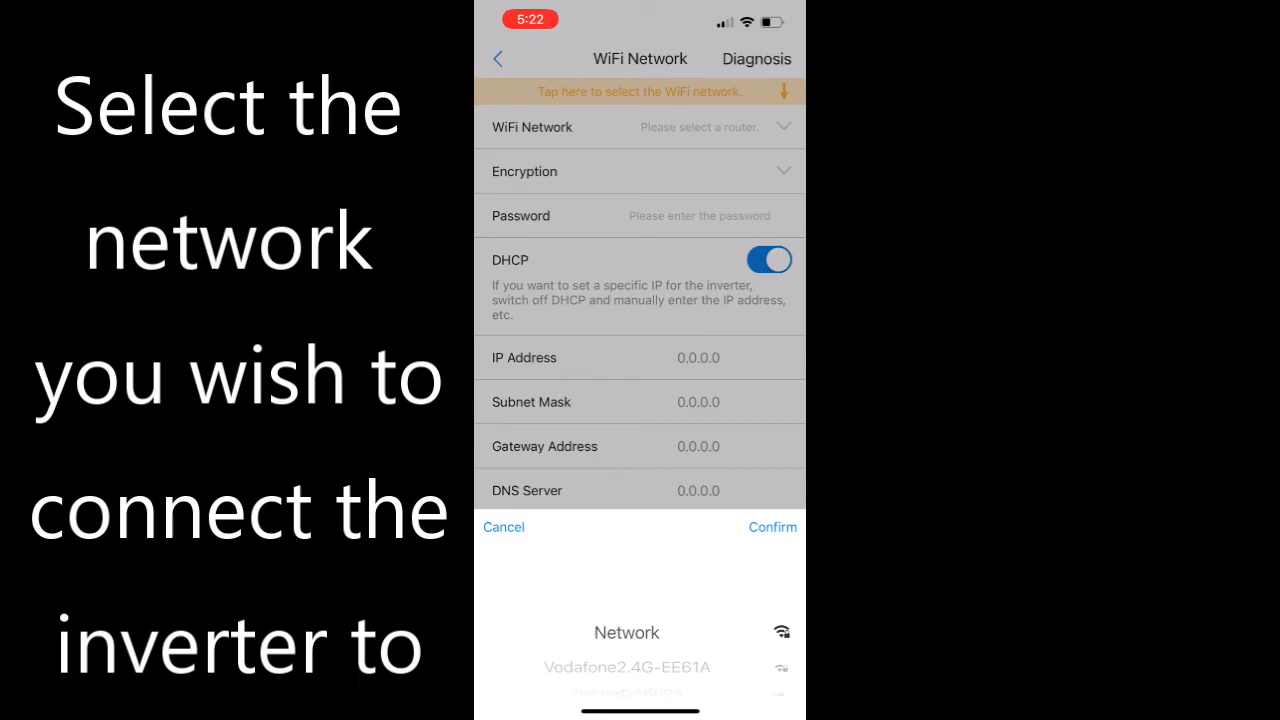 Select the
network
you wish to
connect the
inverter to
5:22
WiFi Network
Diagnosis
Tap here to select the WiFi network.
WiFi Network Please select a router.
Encryption
Password Please enter the password
DHCP
If you want to set a specific IP for the inverter,
switch off DHCP and manually enter the IP address,
etc.
IP Address 0.0.0.0
Subnet Mask 0.0.0.0
Gateway Address 0.0.0.0
DNS Server 0.0.0.0
Cancel Confirm
Network
Vodafone2.4G-EE61A